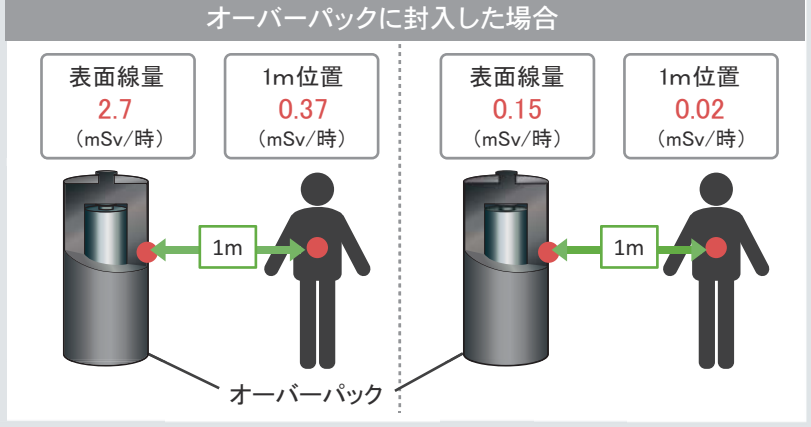 オーバーパックに封入した場合
表面線量
2.7
（mSv/時）
1m位置
0.37
（mSv/時）
表面線量
0.15
（mSv/時）
1m位置
0.02
（mSv/時）
1m
1m
オーバーパック